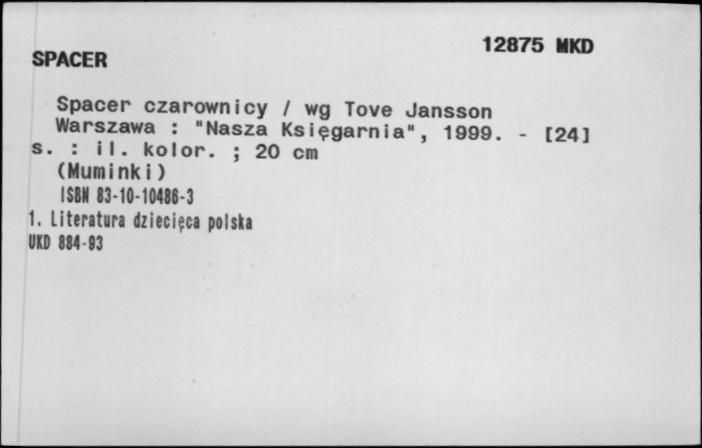 12875 MKD
SPACER
Spacer czarownicy / wg Tove Jansson
Warszawa : "Nasza Księgarnia", 1999. - [24]
s. : il. kolor. ; 20 cm
(Muminki)
ISBN 83-10-10486-3
1. Literatura dziecięca polska
UKD 884-93